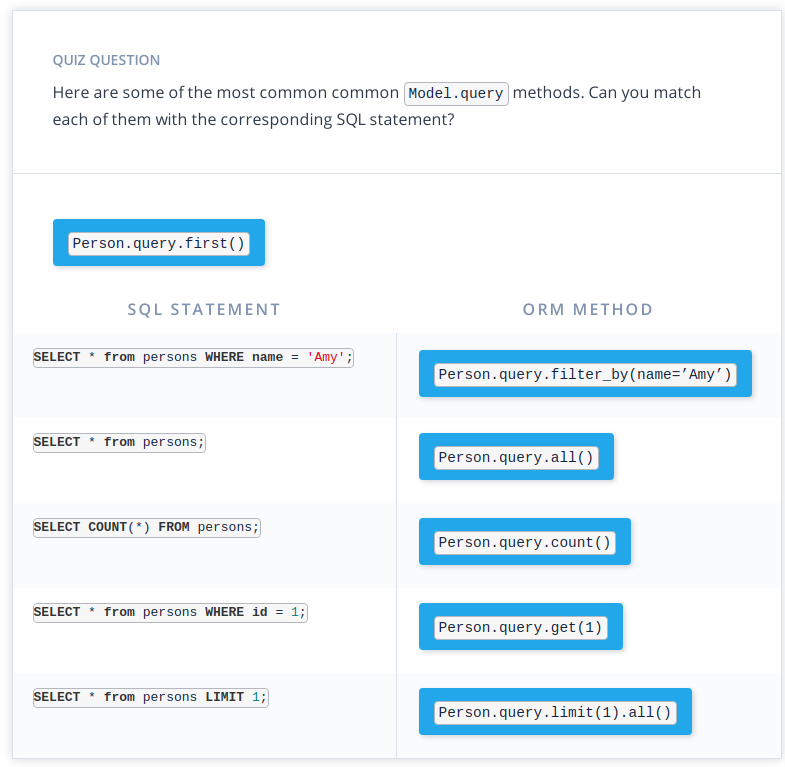 QUIZ QUESTION
Here are some of the most common common Model.query methods. Can you match
each of them with the corresponding SQL statement?
Person.query.first()
SQL STATEMENT ORM METHOD
SELECT * from persons WHERE name = 'Amy'; Person.query.filter_by(name=’Amy’)
SELECT * from persons; Person.query.all()
SELECT COUNT(*) FROM persons; Person.query.count()
SELECT * from persons WHERE id = 1; Person.query.get(1)
SELECT * from persons LIMIT 1; Person.query.limit(1).all()